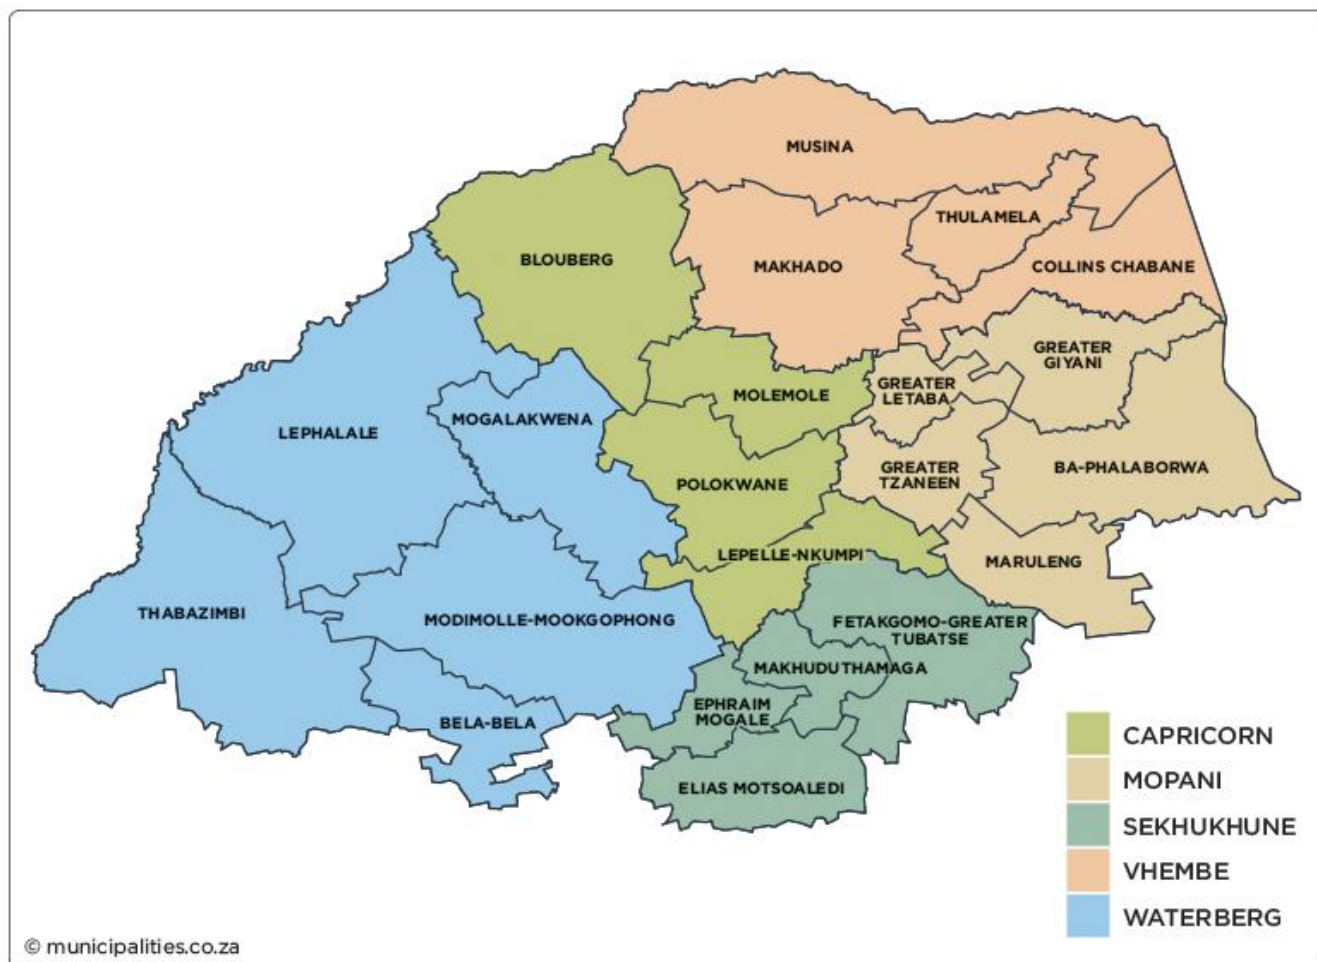 MUSINA
THULAMELA
BLOUBERG
MAKHADO
COLLINS CHABANE
GREATER
GIYANI
GREATER
LETABA
MOLEMOLE
MOGALAKWENA
LEPHALALE
GREATER
TZANEEN
BA-PHALABORWA
POLOKWANE
LEPELLE-NKUMPI
MARULENG
THABAZIMBI
MODIMOLLE-MOOKGOPHONG
FETAKGOMO-GREATER
TUBATSE
MAKHUDUTHAMAGA
EPHRAIM
MOGALE
BELA-BELA
ELIAS MOTSOALEDI
CAPRICORN
MOPANI
SEKHUKHUNE
VHEMBE
WATERBERG
© municipalities.co.za